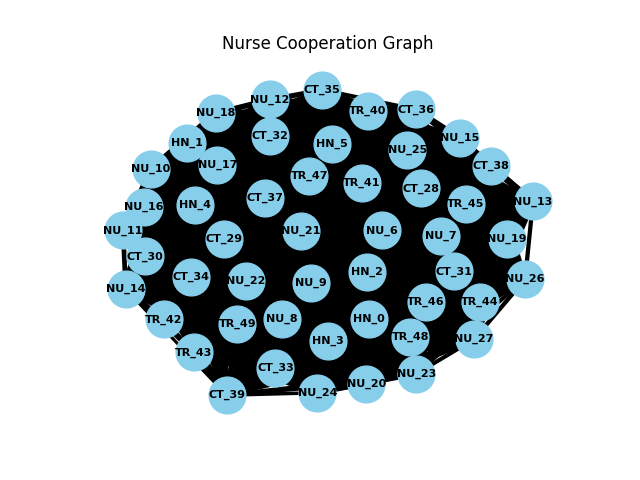 Nurse Cooperation Graph
CT_35
NU_12
TR_40
CT_36
NU_18
CT_32
NU_15
HN_1
HN_5
NU_25
NU_17
CT_38
NU_10
TR_47
TR_41
CT_28
CT_37
NU_13
HN_4
TR_45
NU_16
NU_11
NU_21
NU_6
NU_7
CT_29
NU_19
CT_30
CT_34
HN_2
CT_31
NU_26
NU_22
NU_9
NU_14
TR_46
TR_44
TR_42
NU_8
HN_0
TR_49
TR_48
NU_27
HN_3
TR_43
CT_33
NU_23
NU_20
NU_24
CT_39